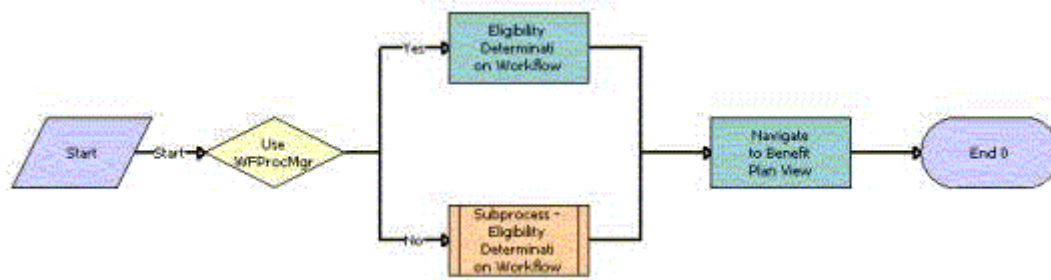 Eligibility
Determinati
on Workflow
Yes
Start
Start
Use
WFProcMgr
Navigate
to Benefit
Plan View
End 0
No
Subprocess -
Eligibility
Determinati
on Workflow